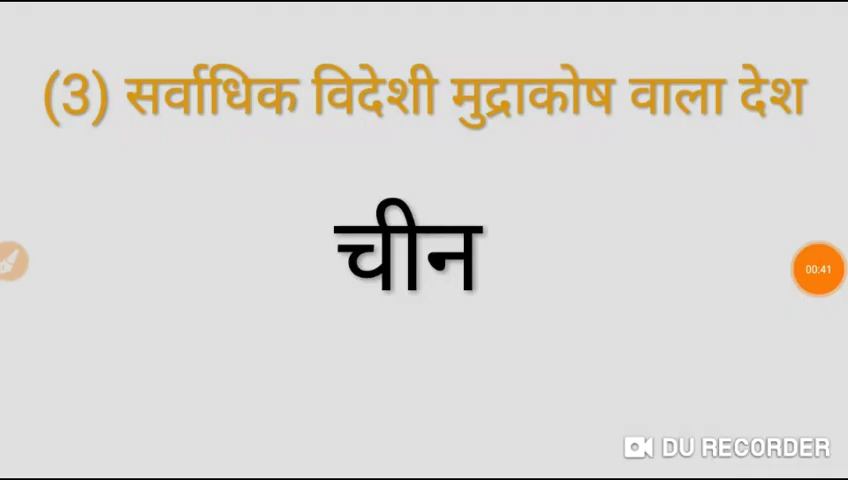 (3) सर्वाधिक विदेशी मुद्राकोष वाला देश
चीन
00:41
DU RECORDER